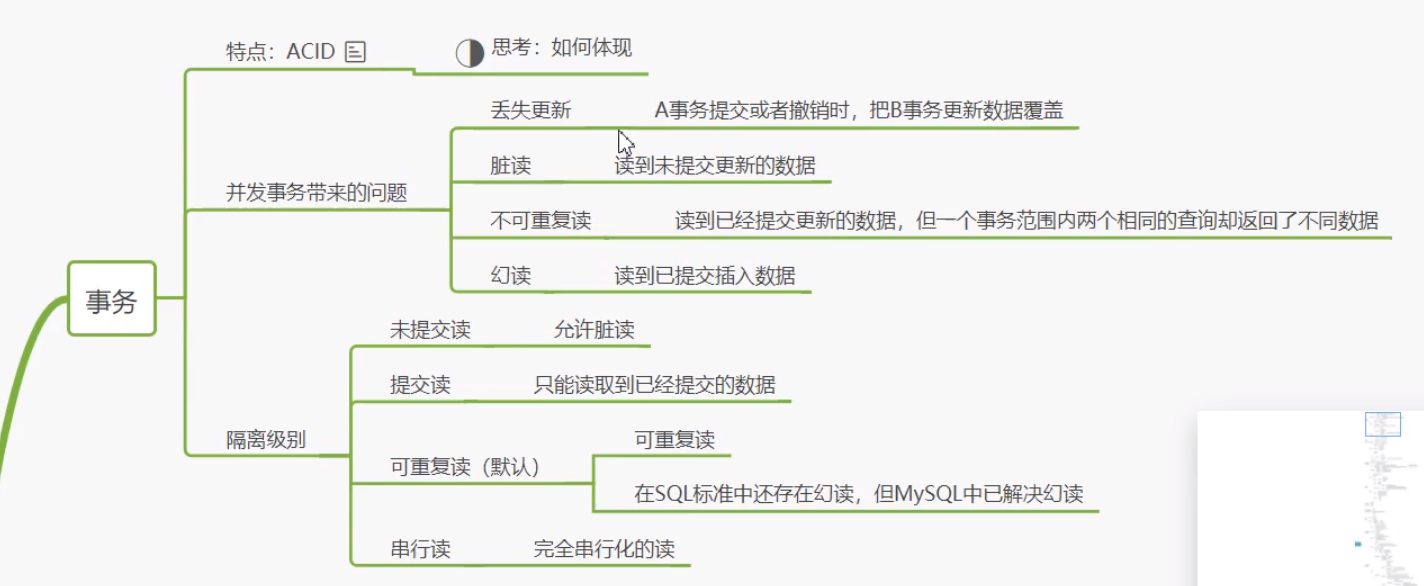 特点：ACID
思考：如何体现
丢失更新
A事务提交或者撤销时，把B事务更新数据覆盖
脏读
读到未提交更新的数据
并发事务带来的问题
不可重复读
读到已经提交更新的数据，但一个事务范围内两个相同的查询却返回了不同数据
幻读
读到已提交插入数据
事务
未提交读
允许脏读
提交读
只能读取到已经提交的数据
隔离级别
可重复读（默认）
可重复读
在SQL标准中还存在幻读，但MySQL中已解决幻读
串行读
完全串行化的读